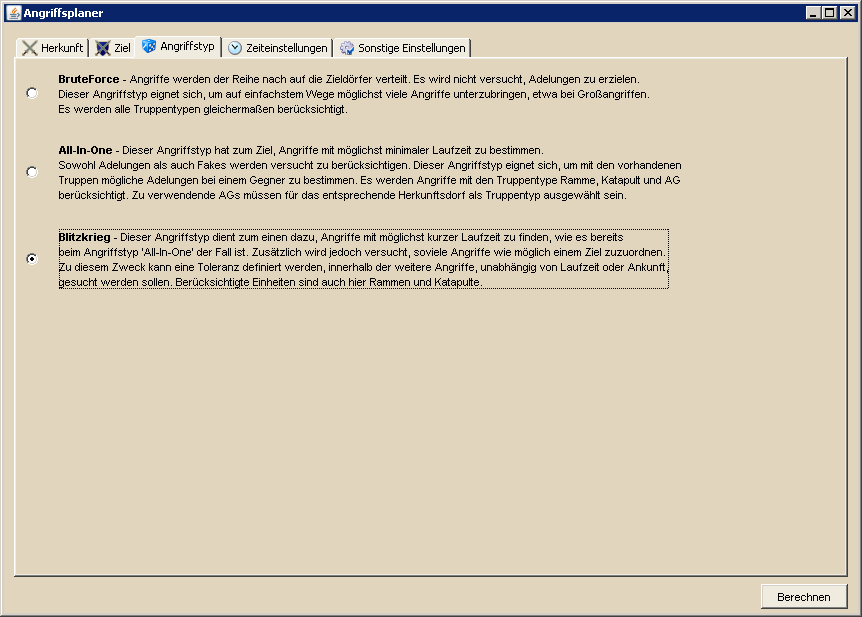 Angriffsplaner
Herkunft Ziel Angriffstyp Zeiteinstellungen Sonstige Einstellungen
BruteForce - Angriffe werden der Reihe nach auf die Zieldörfer verteilt. Es wird nicht versucht, Adelungen zu erzielen.
Dieser Angriffstyp eignet sich, um auf einfachstem Wege möglichst viele Angriffe unterzubringen, etwa bei Großangriffen.
Es werden alle Truppentypen gleichermaßen berücksichtigt.
All-In-One - Dieser Angriffstyp hat zum Ziel, Angriffe mit möglichst minimaler Laufzeit zu bestimmen.
Sowohl Adelungen als auch Fakes werden versucht zu berücksichtigen. Dieser Angriffstyp eignet sich, um mit den vorhandenen
Truppen mögliche Adelungen bei einem Gegner zu bestimmen. Es werden Angriffe mit den Truppentype Ramme, Katapult und AG
berücksichtigt. Zu verwendende AGs müssen für das entsprechende Herkunftsdorf als Truppentyp ausgewählt sein.
Blitzkrieg - Dieser Angriffstyp dient zum einen dazu, Angriffe mit möglichst kurzer Laufzeit zu finden, wie es bereits
beim Angriffstyp 'All-In-One' der Fall ist. Zusätzlich wird jedoch versucht, soviele Angriffe wie möglich einem Ziel zuzuordnen.
Zu diesem Zweck kann eine Toleranz definiert werden, innerhalb der weitere Angriffe, unabhängig von Laufzeit oder Ankunft,
gesucht werden sollen. Berücksichtigte Einheiten sind auch hier Rammen und Katapulte.
Berechnen